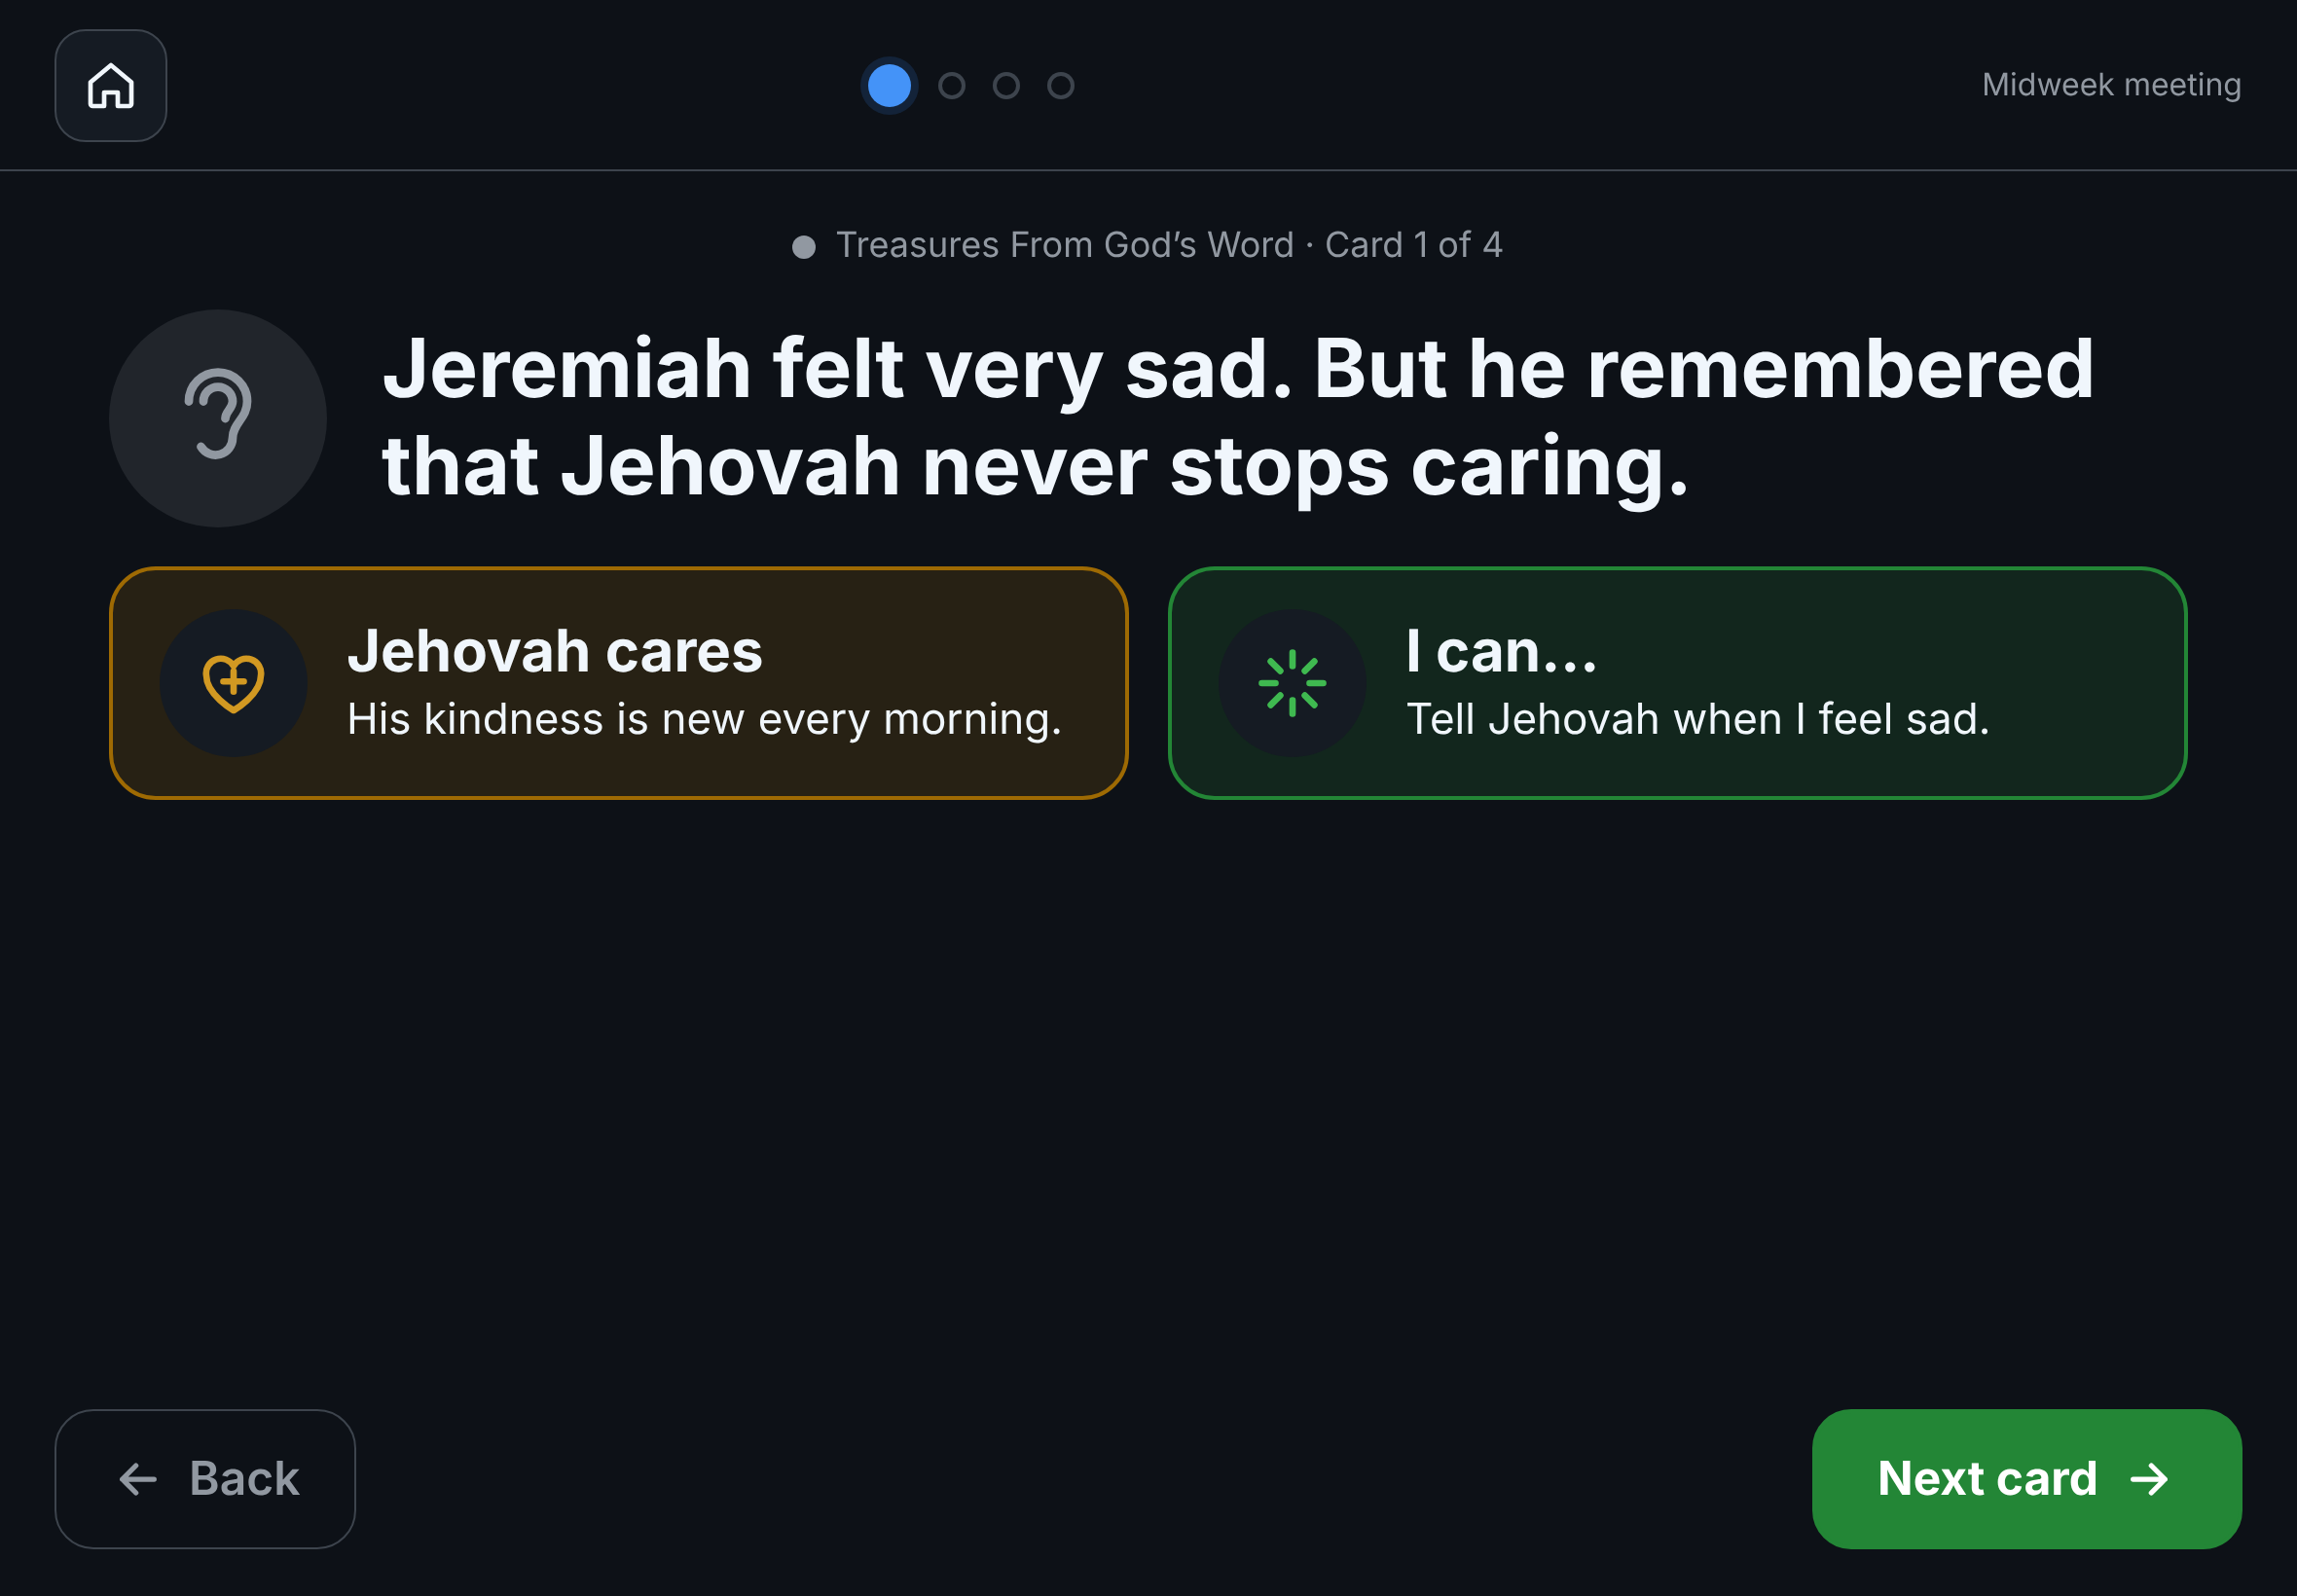 Midweek meeting
Treasures From God’s Word · Card 1 of 4
Jeremiah felt very sad. But he remembered
that Jehovah never stops caring.
Jehovah cares
His kindness is new every morning.
I can...
Tell Jehovah when I feel sad.
Back
Next card